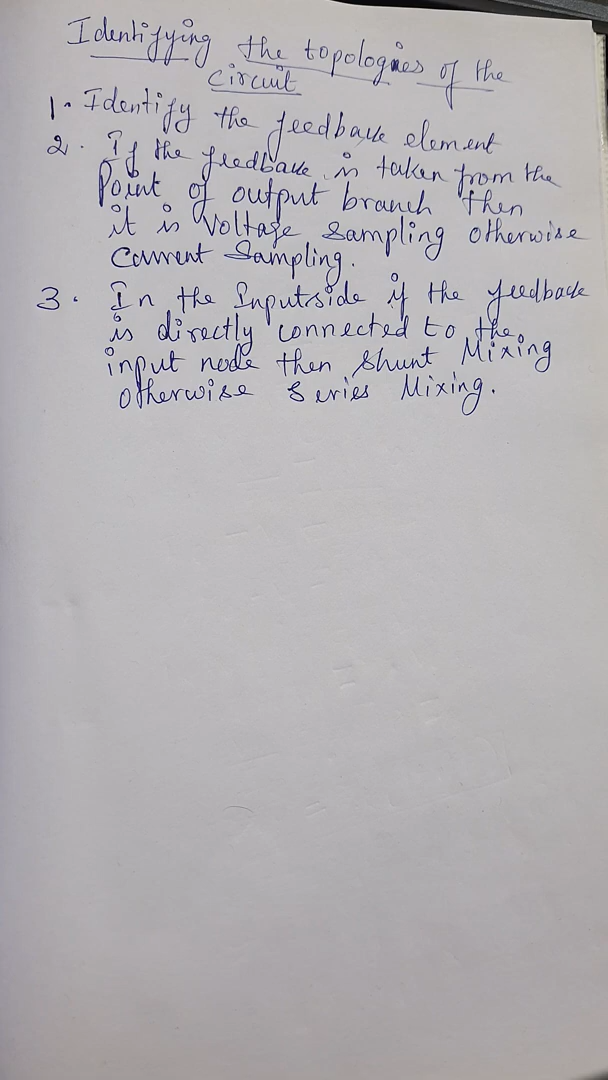 Identifying the topologies of the
circuit
1. Identify the feedback element
2. If the feedback is taken from the
Point of output branch then
it is Voltage Sampling otherwise
Current Sampling.
3. In the Inputside if the feedback
is directly connected to the
input node then Shunt Mixing
otherwise Series Mixing.